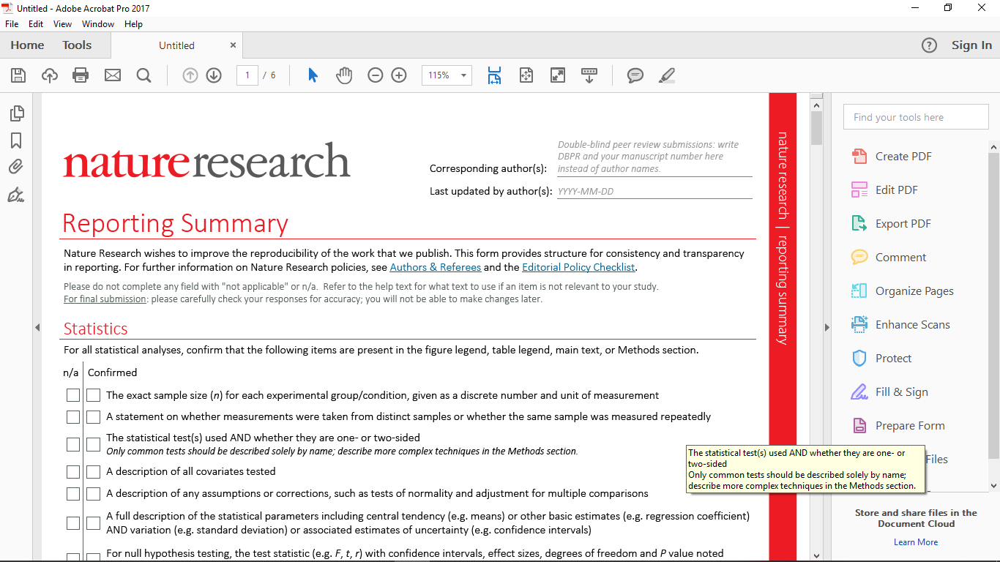 Untitled - Adobe Acrobat Pro 2017
File Edit View Window Help
Home Tools Untitled × ? Sign In
1 / 6 115%
nature research
Corresponding author(s):
Double-blind peer review submissions: write
DBPR and your manuscript number here
instead of author names.
Last updated by author(s): YYYY-MM-DD
Reporting Summary
Nature Research wishes to improve the reproducibility of the work that we publish. This form provides structure for consistency and transparency
in reporting. For further information on Nature Research policies, see Authors & Referees and the Editorial Policy Checklist.
Please do not complete any field with "not applicable" or n/a. Refer to the help text for what text to use if an item is not relevant to your study.
For final submission: please carefully check your responses for accuracy; you will not be able to make changes later.
Statistics
For all statistical analyses, confirm that the following items are present in the figure legend, table legend, main text, or Methods section.
n/a Confirmed
The exact sample size (n) for each experimental group/condition, given as a discrete number and unit of measurement
A statement on whether measurements were taken from distinct samples or whether the same sample was measured repeatedly
The statistical test(s) used AND whether they are one- or two-sided
Only common tests should be described solely by name; describe more complex techniques in the Methods section.
A description of all covariates tested
A description of any assumptions or corrections, such as tests of normality and adjustment for multiple comparisons
A full description of the statistical parameters including central tendency (e.g. means) or other basic estimates (e.g. regression coefficient)
AND variation (e.g. standard deviation) or associated estimates of uncertainty (e.g. confidence intervals)
For null hypothesis testing, the test statistic (e.g. F, t, r) with confidence intervals, effect sizes, degrees of freedom and P value noted
nature research | reporting summary
The statistical test(s) used AND whether they are one- or
two-sided
Only common tests should be described solely by name;
describe more complex techniques in the Methods section.
Find your tools here
Create PDF
Edit PDF
Export PDF
Comment
Organize Pages
Enhance Scans
Protect
Fill & Sign
Prepare Form
Files
Store and share files in the
Document Cloud
Learn More